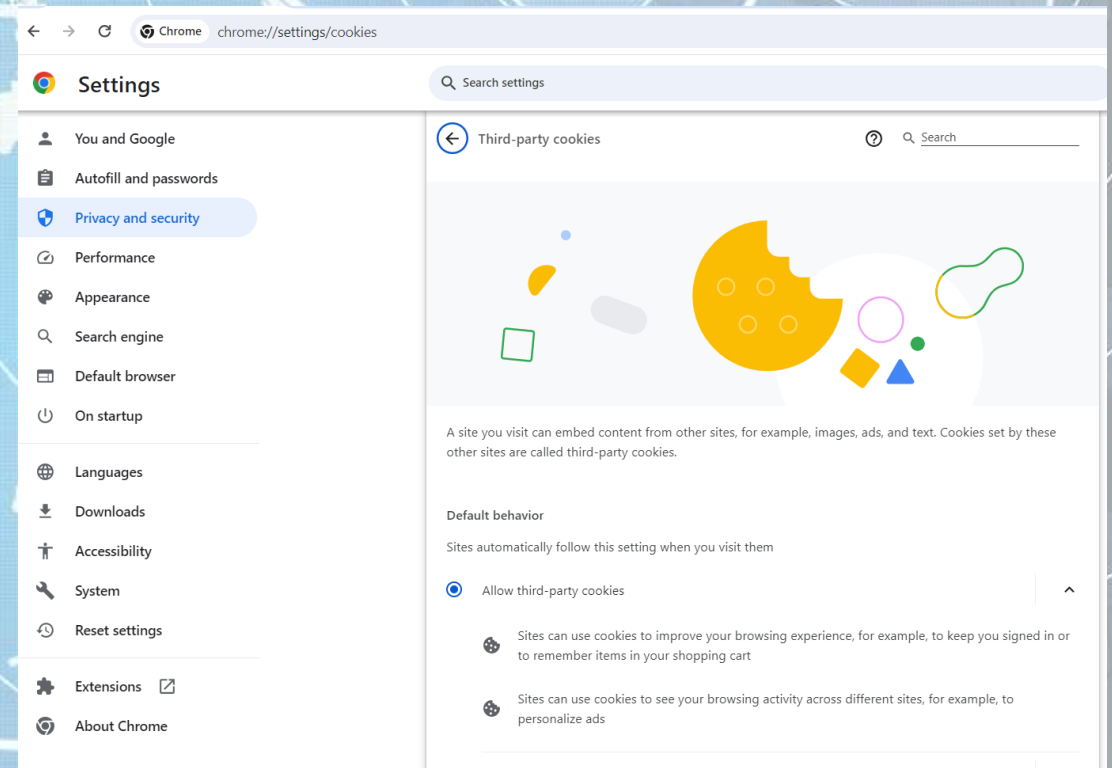 Chrome
chrome://settings/cookies
Settings
Search settings
You and Google
Autofill and passwords
Privacy and security
Performance
Appearance
Search engine
Default browser
On startup
Languages
Downloads
Accessibility
System
Reset settings
Extensions
About Chrome
Third-party cookies
Search
A site you visit can embed content from other sites, for example, images, ads, and text. Cookies set by these
other sites are called third-party cookies.
Default behavior
Sites automatically follow this setting when you visit them
Allow third-party cookies
Sites can use cookies to improve your browsing experience, for example, to keep you signed in or
to remember items in your shopping cart
Sites can use cookies to see your browsing activity across different sites, for example, to
personalize ads